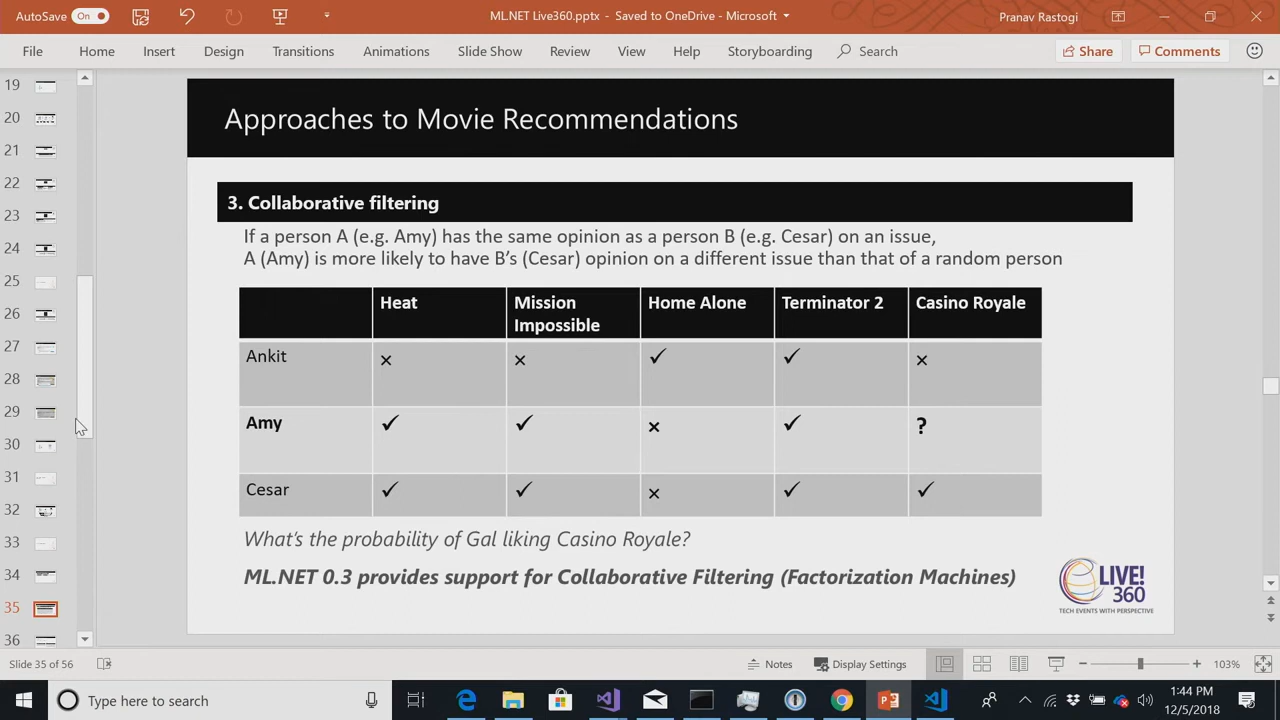 AutoSave On ML.NET Live360.pptx - Saved to OneDrive - Microsoft Pranav Rastogi
File Home Insert Design Transitions Animations Slide Show Review View Help Storyboarding Search Share Comments
19
20
21
22
23
24
25
26
27
28
29
30
31
32
33
34
35
36
Approaches to Movie Recommendations
3. Collaborative filtering
If a person A (e.g. Amy) has the same opinion as a person B (e.g. Cesar) on an issue,
A (Amy) is more likely to have B's (Cesar) opinion on a different issue than that of a random person
Heat Mission Impossible Home Alone Terminator 2 Casino Royale
Ankit × × ✓ ✓ ×
Amy ✓ ✓ × ✓ ?
Cesar ✓ ✓ × ✓ ✓
What's the probability of Gal liking Casino Royale?
ML.NET 0.3 provides support for Collaborative Filtering (Factorization Machines)
LIVE!
360
TECH EVENTS WITH PERSPECTIVE
Slide 35 of 56 Notes Display Settings 103%
Type here to search 1:44 PM
12/5/2018